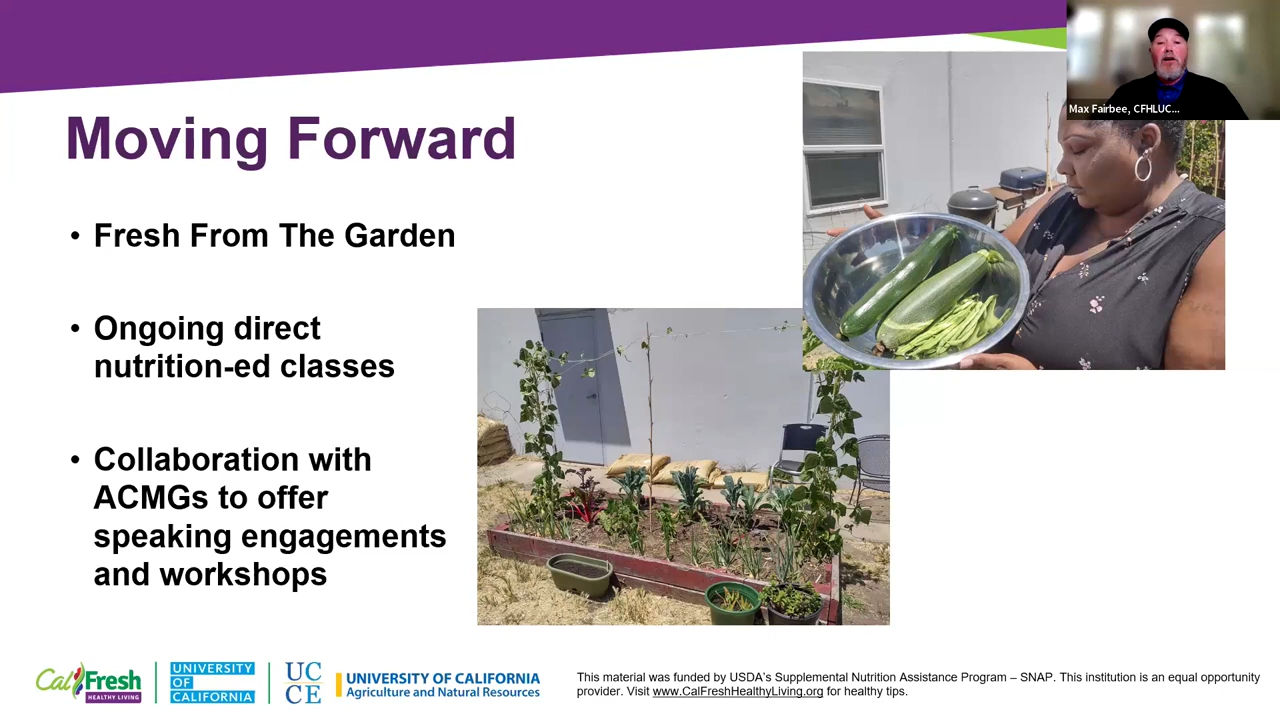 Max Fairbee, CFHLUC...
Moving Forward
• Fresh From The Garden
• Ongoing direct
nutrition-ed classes
• Collaboration with
ACMGs to offer
speaking engagements
and workshops
CalFresh
HEALTHY LIVING
UNIVERSITY
OF
CALIFORNIA
UC
CE
UNIVERSITY OF CALIFORNIA
Agriculture and Natural Resources
This material was funded by USDA's Supplemental Nutrition Assistance Program – SNAP. This institution is an equal opportunity
provider. Visit www.CalFreshHealthyLiving.org for healthy tips.